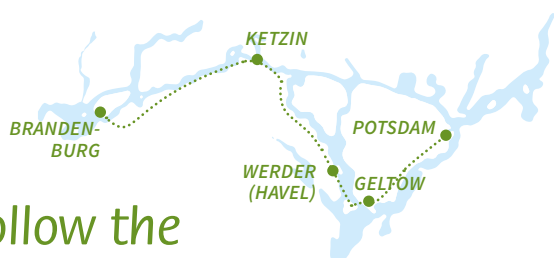 KETZIN
BRANDEN-
BURG
POTSDAM
WERDER
(HAVEL)
GELTOW
ollow the